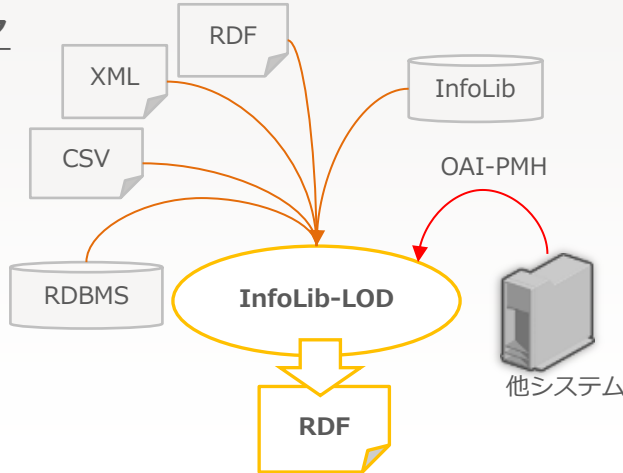 RDF
XML
InfoLib
CSV
OAI-PMH
RDBMS
InfoLib-LOD
他システム
RDF